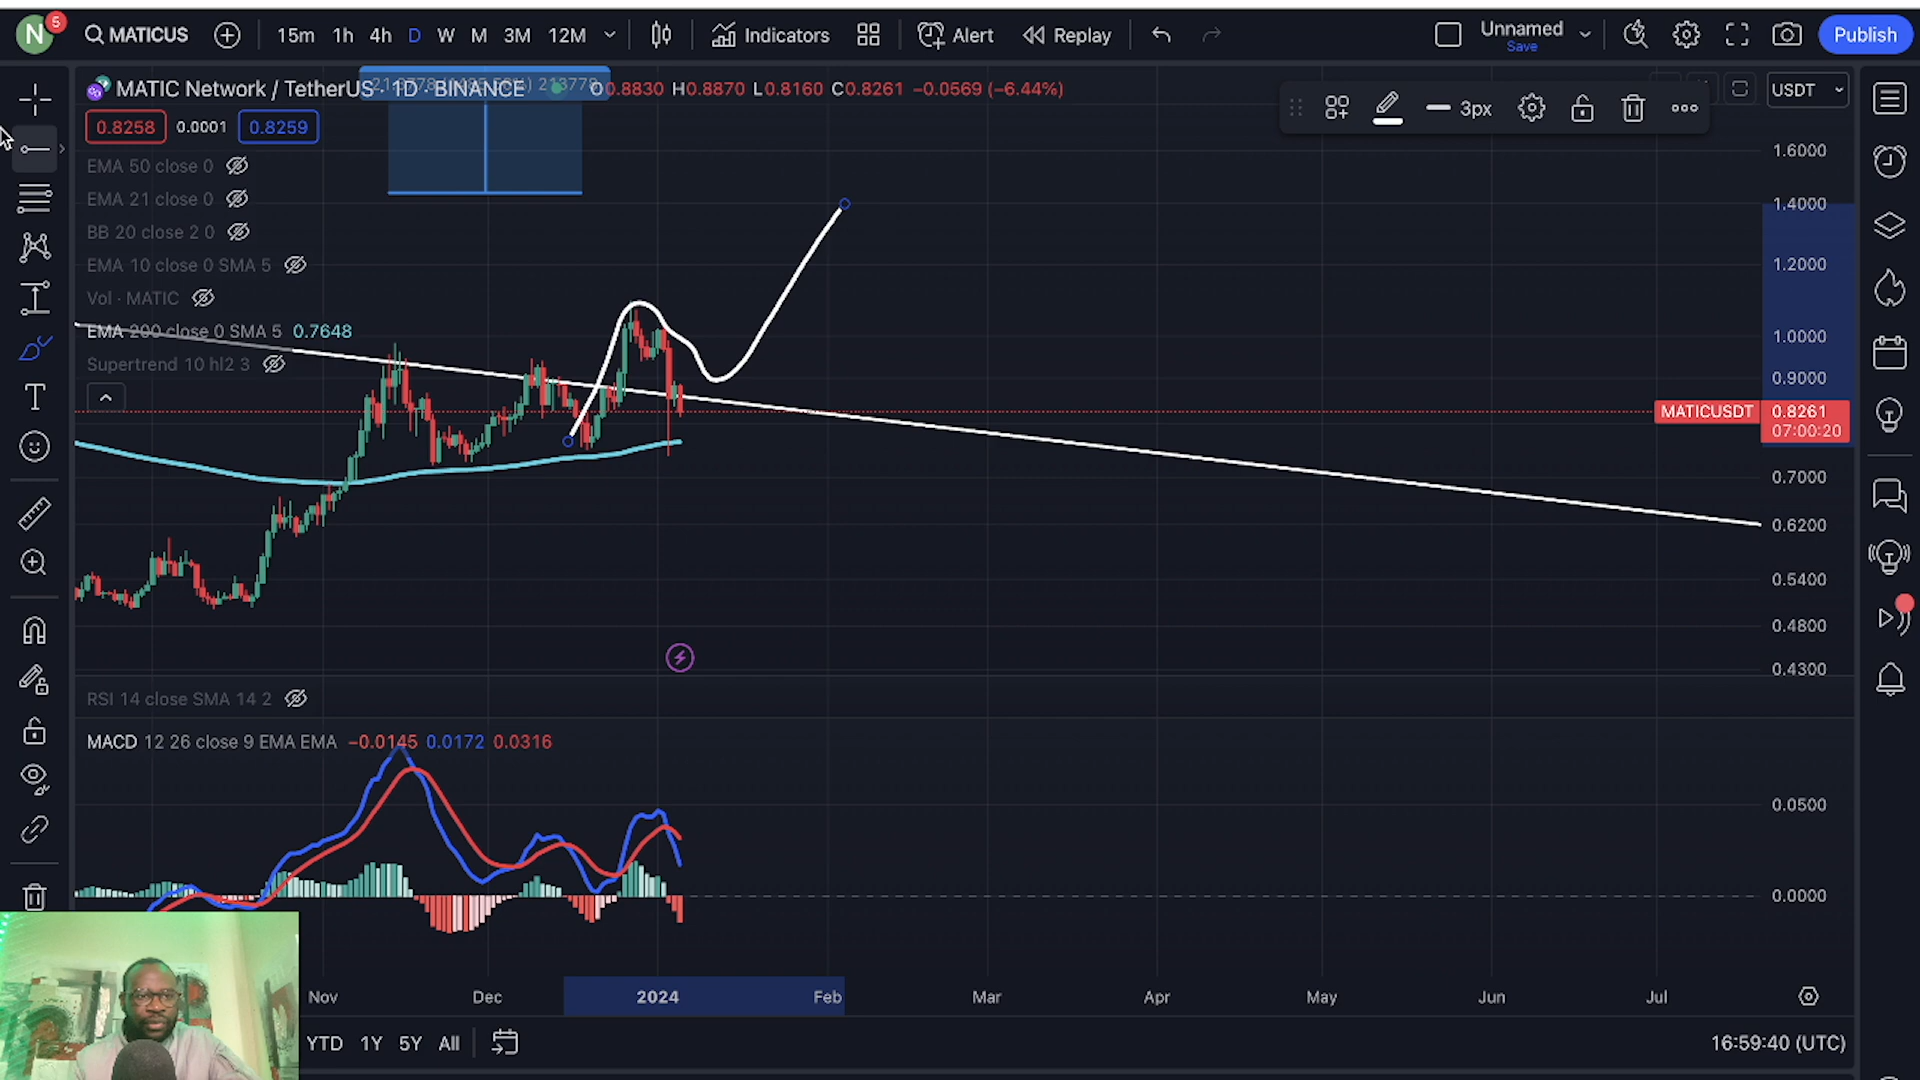 N 5 MATICUS 15m 1h 4h D W M 3M 12M Indicators Alert Replay Unnamed Save Publish
MATIC Network / TetherUS · 1D · BINANCE O0.8830 H0.8870 L0.8160 C0.8261 −0.0569 (−6.44%) USDT
0.8258 0.0001 0.8259
3px
EMA 50 close 0
EMA 21 close 0
BB 20 close 2 0
EMA 10 close 0 SMA 5
Vol · MATIC
EMA 200 close 0 SMA 5 0.7648
Supertrend 10 hl2 3
1.6000
1.4000
1.2000
1.0000
0.9000
MATICUSDT 0.8261
07:00:20
0.7000
0.6200
0.5400
0.4800
0.4300
RSI 14 close SMA 14 2
MACD 12 26 close 9 EMA EMA −0.0145 0.0172 0.0316
0.0500
0.0000
Nov Dec 2024 Feb Mar Apr May Jun Jul
YTD 1Y 5Y All 16:59:40 (UTC)